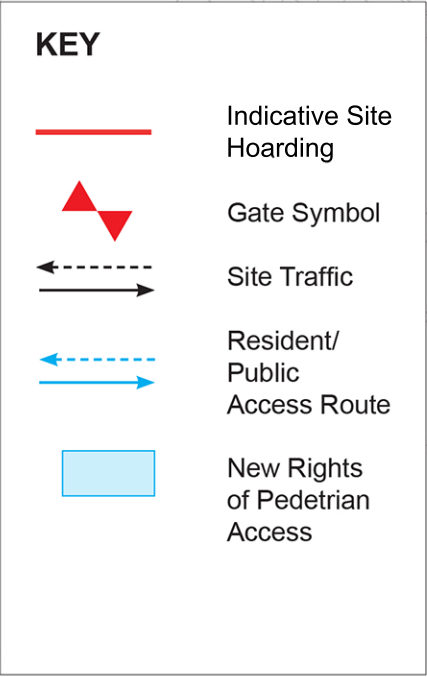 KEY
Indicative Site
Hoarding
Gate Symbol
Site Traffic
Resident/
Public
Access Route
New Rights
of Pedetrian
Access